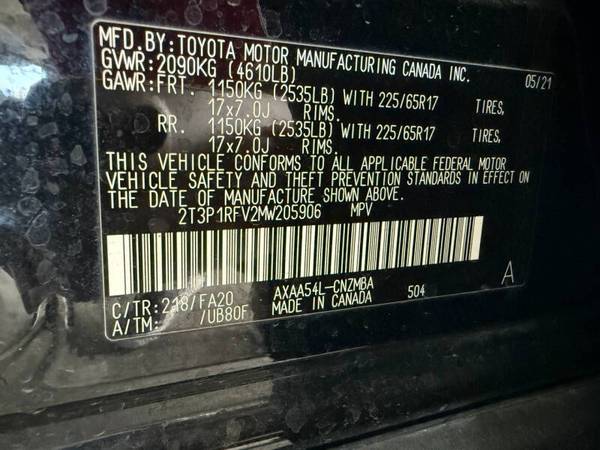 MFD.BY:TOYOTA MOTOR MANUFACTURING CANADA INC.
GVWR:2090KG (4610LB) 05/21
GAWR:FRT. 1150KG (2535LB) WITH 225/65R17 TIRES,
17x7.0J RIMS.
RR. 1150KG (2535LB) WITH 225/65R17 TIRES,
17x7.0J RIMS.
THIS VEHICLE CONFORMS TO ALL APPLICABLE FEDERAL MOTOR
VEHICLE SAFETY AND THEFT PREVENTION STANDARDS IN EFFECT ON
THE DATE OF MANUFACTURE SHOWN ABOVE.
2T3P1RFV2MW205906 MPV
C/TR:218/FA20 AXAA54L-CNZMBA 504 A
A/TM: /UB80F MADE IN CANADA